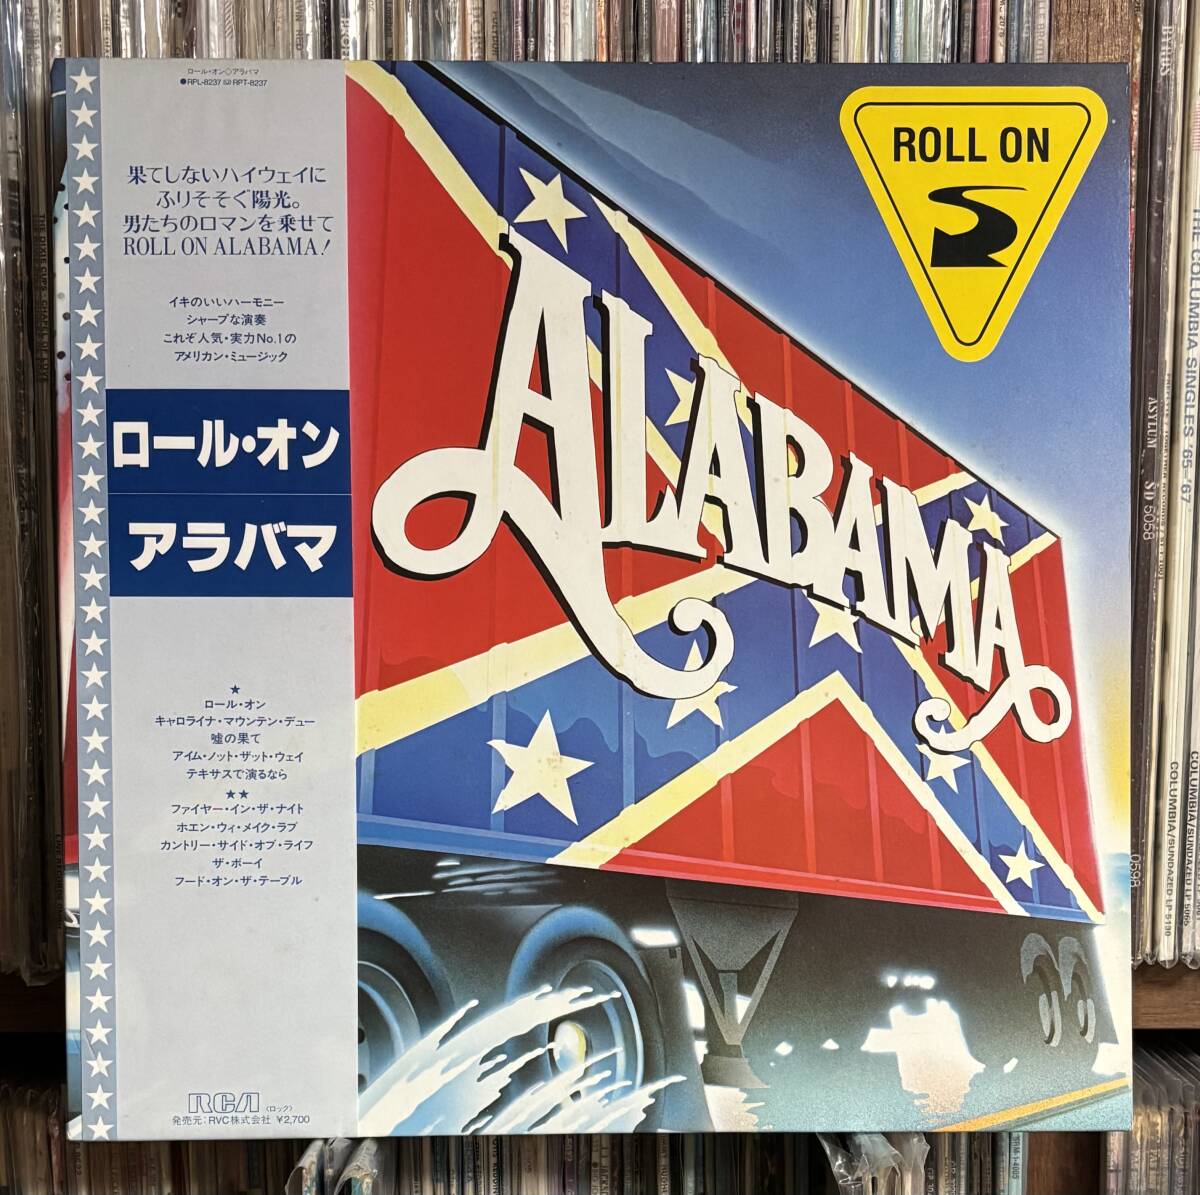 ロール・オン◇アラバマ
●RPL-8237 RPT-8237
果てしないハイウェイに
ふりそそぐ陽光。
男たちのロマンを乗せて
ROLL ON ALABAMA!
イキのいいハーモニー
シャープな演奏
これぞ人気・実力No.1の
アメリカン・ミュージック
ロール・オン
アラバマ
★
ロール・オン
キャロライナ・マウンテン・デュー
嘘の果て
アイム・ノット・ザット・ウェイ
テキサスで演るなら
★★
ファイヤー・イン・ザ・ナイト
ホエン・ウィ・メイク・ラブ
カントリー・サイド・オブ・ライフ
ザ・ボーイ
フード・オン・ザ・テーブル
RCA 〈ロック〉
発売元:RVC株式会社 ¥2,700
ROLL ON
ALABAMA
BYRDS
THE COLUMBIA SINGLES '65-'67
ASYLUM
SD 5058
COLUMBIA/SUNDAZED LP 5130
COLUMBIA/SUNDAZED LP 5065
0598